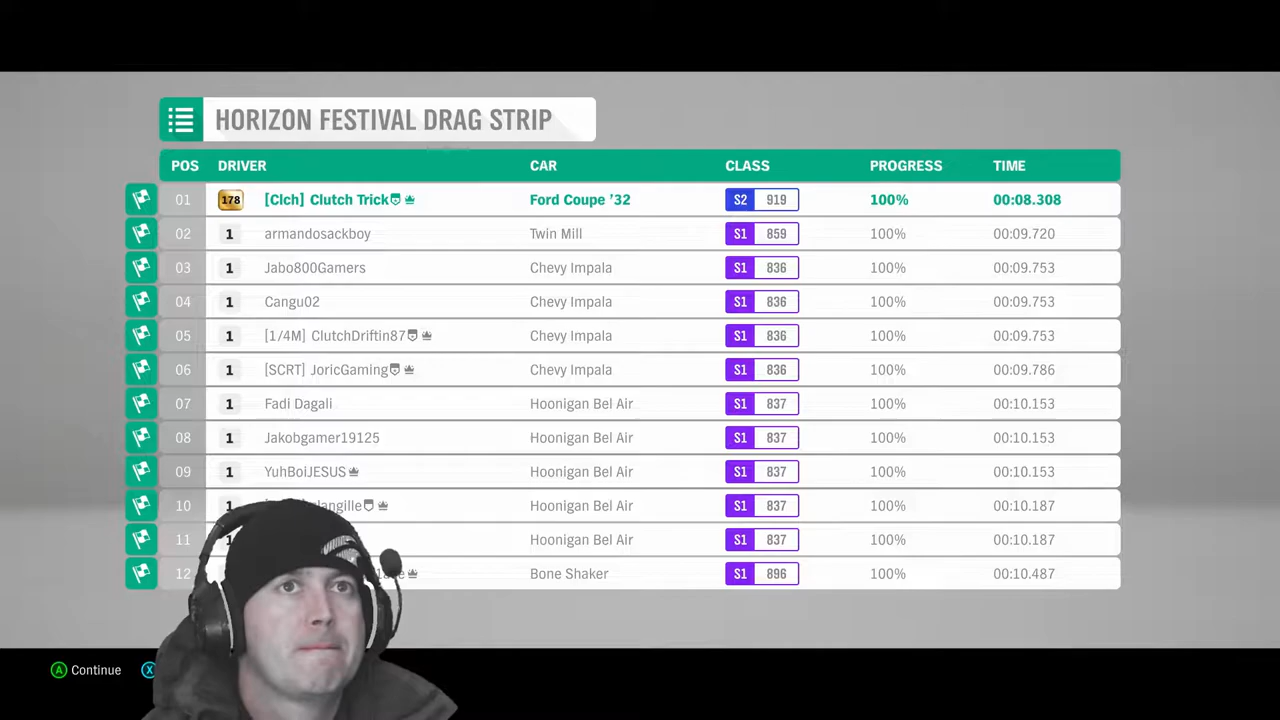 HORIZON FESTIVAL DRAG STRIP
POS DRIVER CAR CLASS PROGRESS TIME
01 178 [Clch] Clutch Trick Ford Coupe '32 S2 919 100% 00:08.308
02 1 armandosackboy Twin Mill S1 859 100% 00:09.720
03 1 Jabo800Gamers Chevy Impala S1 836 100% 00:09.753
04 1 Cangu02 Chevy Impala S1 836 100% 00:09.753
05 1 [1/4M] ClutchDriftin87 Chevy Impala S1 836 100% 00:09.753
06 1 [SCRT] JoricGaming Chevy Impala S1 836 100% 00:09.786
07 1 Fadi Dagali Hoonigan Bel Air S1 837 100% 00:10.153
08 1 Jakobgamer19125 Hoonigan Bel Air S1 837 100% 00:10.153
09 1 YuhBoiJESUS Hoonigan Bel Air S1 837 100% 00:10.153
10 1 Hoonigan Bel Air S1 837 100% 00:10.187
11 Hoonigan Bel Air S1 837 100% 00:10.187
12 Bone Shaker S1 896 100% 00:10.487
A Continue X